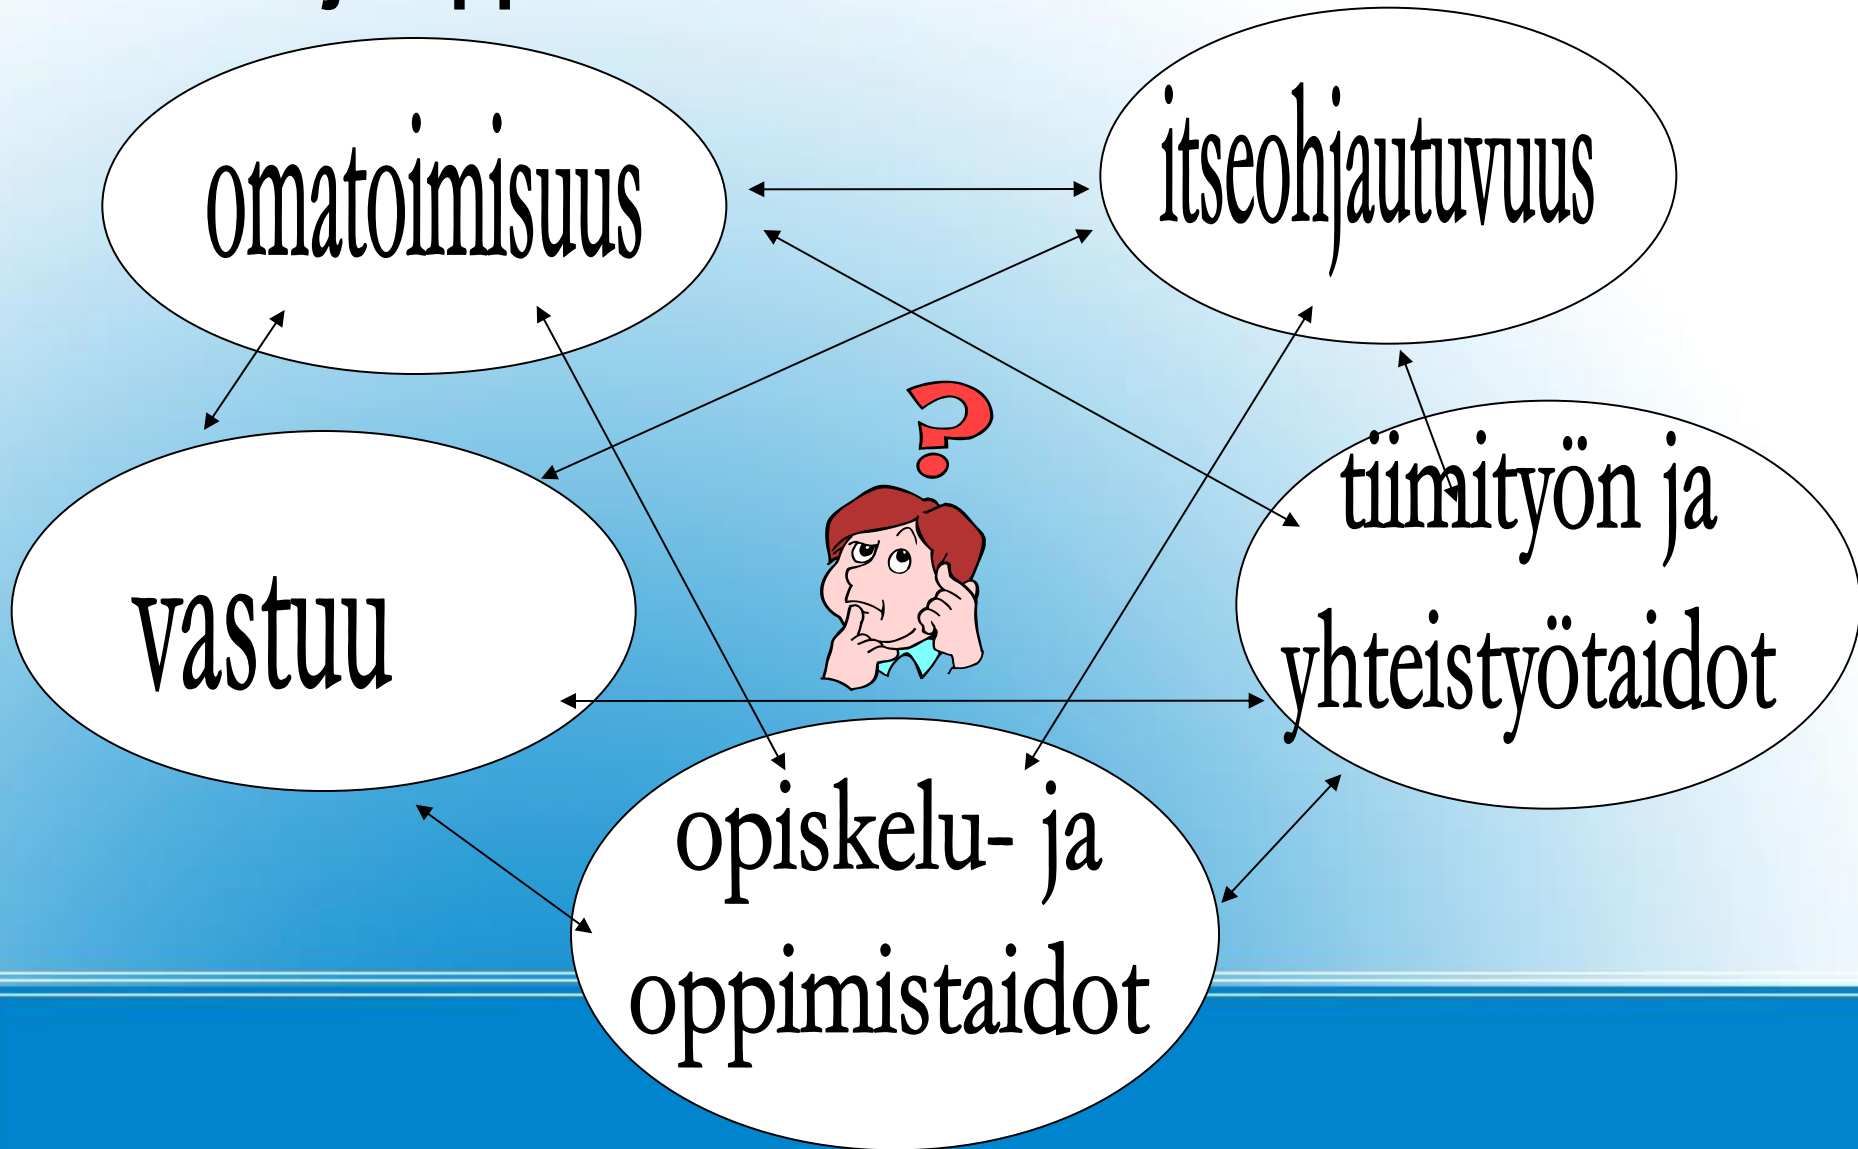 omatoimisuus
itseohjautuvuus
tiimityön ja
yhteistyötaidot
vastuu
opiskelu- ja
oppimistaidot
?